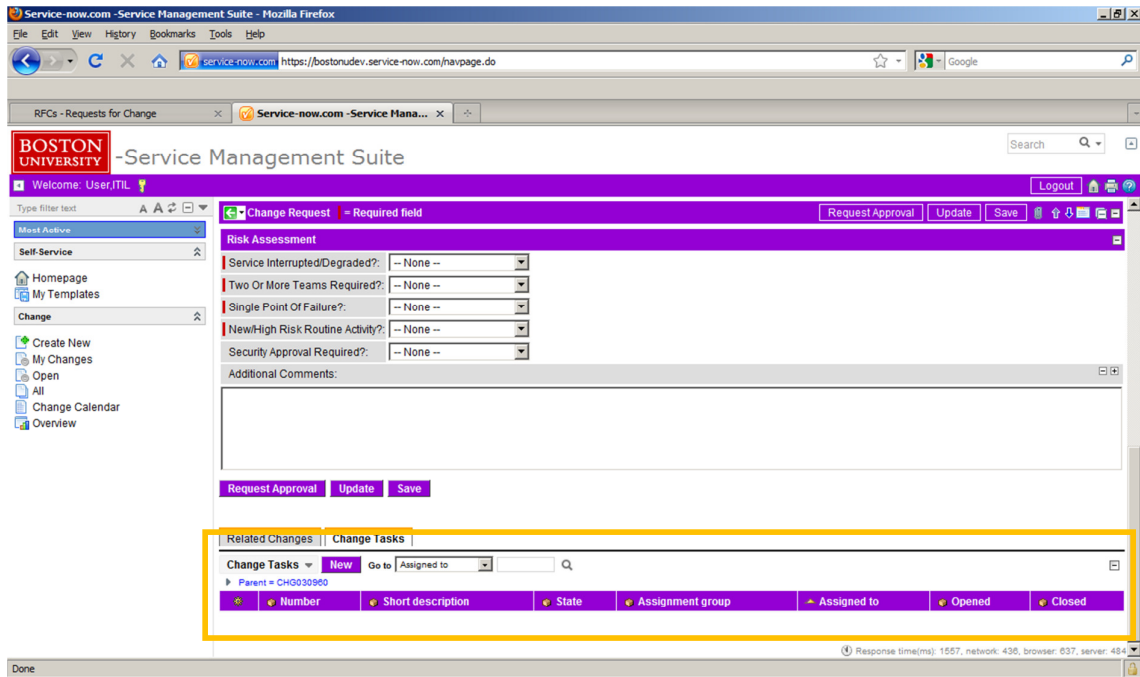 Service-now.com -Service Management Suite - Mozilla Firefox
File Edit View History Bookmarks Tools Help
service-now.com https://bostonudev.service-now.com/navpage.do
Google
RFCs - Requests for Change
Service-now.com -Service Mana...
BOSTON
UNIVERSITY
-Service Management Suite
Search
Welcome: User,ITIL
Logout
Type filter text A A
Change Request = Required field
Request Approval Update Save
Most Active
Self-Service
Homepage
My Templates
Change
Create New
My Changes
Open
All
Change Calendar
Overview
Risk Assessment
Service Interrupted/Degraded?: -- None --
Two Or More Teams Required?: -- None --
Single Point Of Failure?: -- None --
New/High Risk Routine Activity?: -- None --
Security Approval Required?: -- None --
Additional Comments:
Request Approval Update Save
Related Changes Change Tasks
Change Tasks New Go to Assigned to
Parent = CHG030960
Number Short description State Assignment group Assigned to Opened Closed
Response time(ms): 1557, network: 436, browser: 637, server: 484
Done